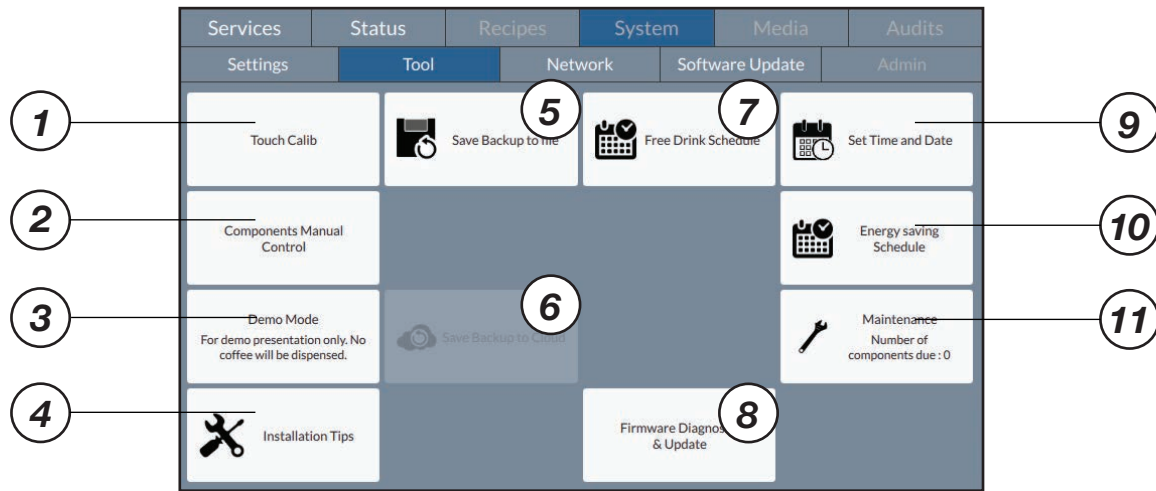 Services Status Recipes System Media Audits
Settings Tool Network Software Update Admin
1
Touch Calib
5
Save Backup to file
7
Free Drink Schedule
9
Set Time and Date
2
Components Manual
Control
10
Energy saving
Schedule
3
Demo Mode
For demo presentation only. No
coffee will be dispensed.
6
Save Backup to Cloud
11
Maintenance
Number of
components due : 0
4
Installation Tips
8
Firmware Diagnos
& Update